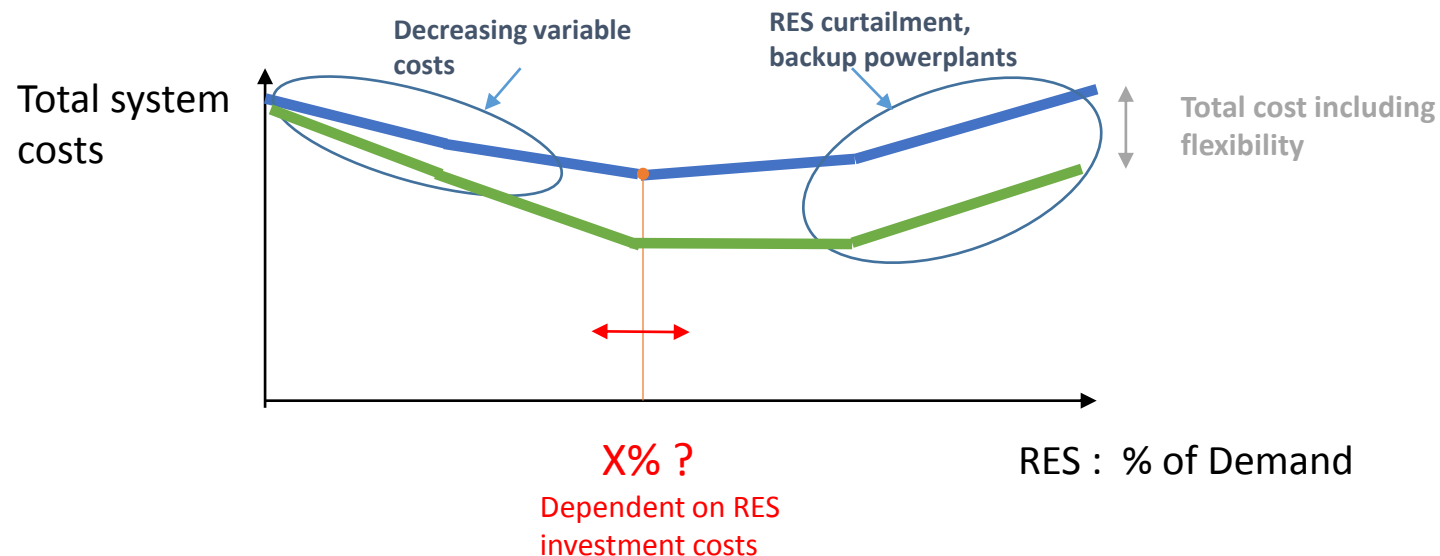 Decreasing variable
costs
RES curtailment,
backup powerplants
Total system
costs
Total cost including
flexibility
X% ?
Dependent on RES
investment costs
RES : % of Demand